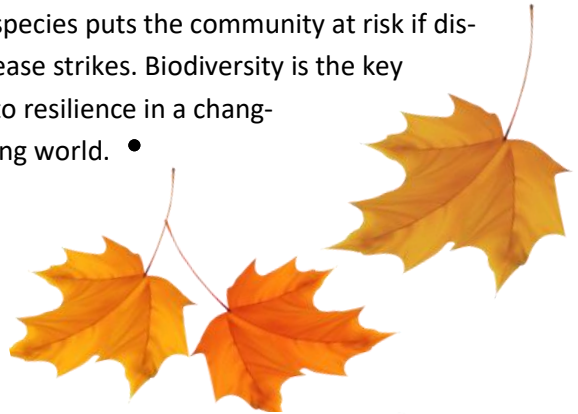 species puts the community at risk if dis-
ease strikes. Biodiversity is the key
to resilience in a chang-
ing world. •